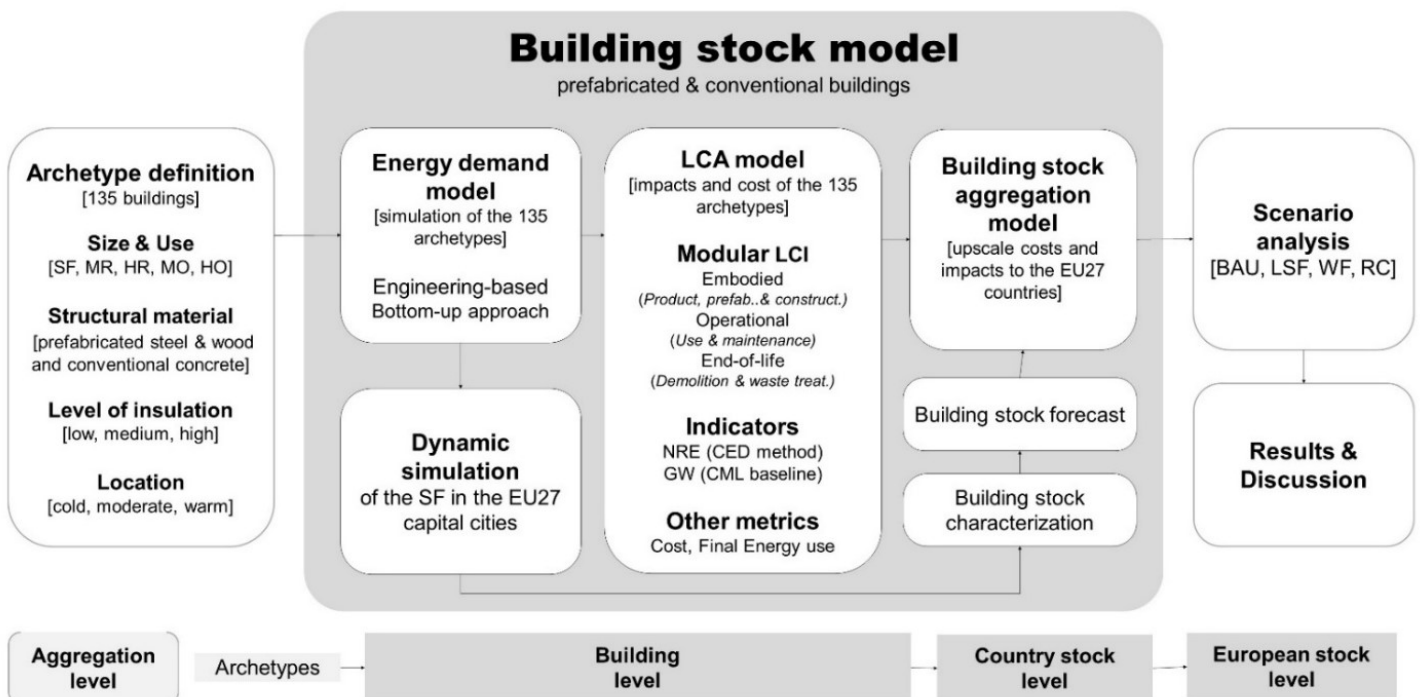 Building stock model
prefabricated & conventional buildings
Archetype definition
[135 buildings]
Size & Use
[SF, MR, HR, MO, HO]
Structural material
[prefabricated steel & wood
and conventional concrete]
Level of insulation
[low, medium, high]
Location
[cold, moderate, warm]
Energy demand
model
[simulation of the 135
archetypes]
Engineering-based
Bottom-up approach
Dynamic
simulation
of the SF in the EU27
capital cities
LCA model
[impacts and cost of the 135
archetypes]
Modular LCI
Embodied
(Product, prefab..& construct.)
Operational
(Use & maintenance)
End-of-life
(Demolition & waste treat.)
Indicators
NRE (CED method)
GW (CML baseline)
Other metrics
Cost, Final Energy use
Building stock
aggregation
model
[upscale costs and
impacts to the EU27
countries]
Building stock forecast
Building stock
characterization
Scenario
analysis
[BAU, LSF, WF, RC]
Results &
Discussion
Aggregation
level
Archetypes
Building
level
Country stock
level
European stock
level